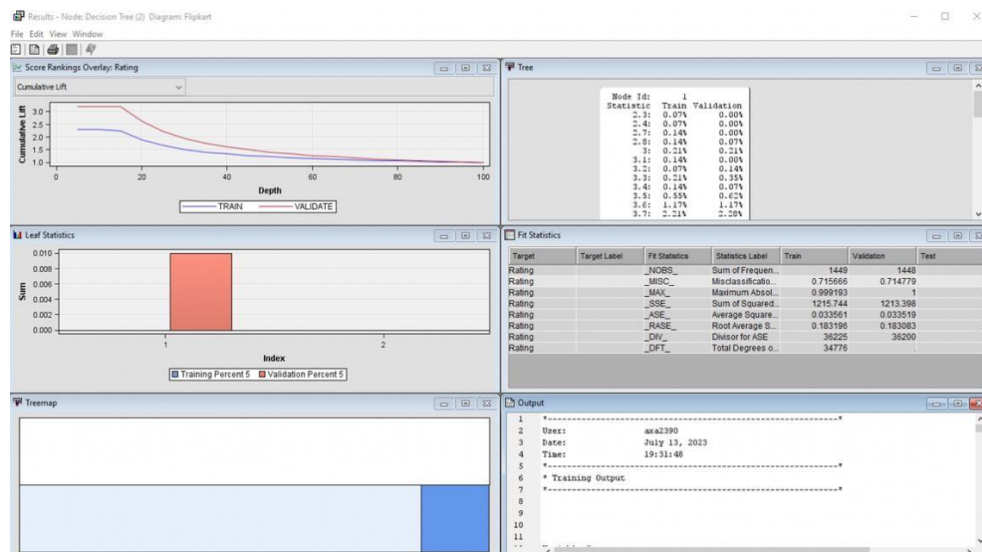 Results - Node: Decision Tree (2) Diagram: Flipkart
File Edit View Window
Score Rankings Overlay: Rating
Cumulative Lift
Cumulative Lift
3.0
2.5
2.0
1.5
1.0
0 20 40 60 80 100
Depth
TRAIN VALIDATE
Tree
Node Id: 1
Statistic Train Validation
2.3: 0.07% 0.00%
2.4: 0.07% 0.00%
2.7: 0.14% 0.00%
2.8: 0.14% 0.07%
3: 0.21% 0.21%
3.1: 0.14% 0.00%
3.2: 0.07% 0.14%
3.3: 0.21% 0.35%
3.4: 0.14% 0.07%
3.5: 0.55% 0.62%
3.6: 1.17% 1.17%
3.7: 2.21% 2.28%
Leaf Statistics
Sum
0.010
0.008
0.006
0.004
0.002
0.000
1 2
Index
Training Percent 5 Validation Percent 5
Fit Statistics
Target Target Label Fit Statistics Statistics Label Train Validation Test
Rating _NOBS_ Sum of Frequen... 1449 1448
Rating _MISC_ Misclassificatio... 0.715666 0.714779
Rating _MAX_ Maximum Absol... 0.999193 1
Rating _SSE_ Sum of Squared... 1215.744 1213.398
Rating _ASE_ Average Square... 0.033561 0.033519
Rating _RASE_ Root Average S... 0.183196 0.183083
Rating _DIV_ Divisor for ASE 36225 36200
Rating _DFT_ Total Degrees o... 34776 .
Treemap
Output
1 *------------------------------------------------------------*
2 User: axa2390
3 Date: July 13, 2023
4 Time: 19:31:48
5 *------------------------------------------------------------*
6 * Training Output
7 *------------------------------------------------------------*
8
9
10
11